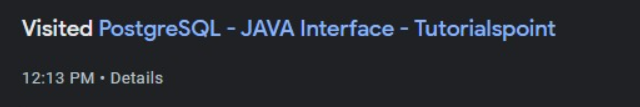 Visited PostgreSQL - JAVA Interface - Tutorialspoint
12:13 PM • Details